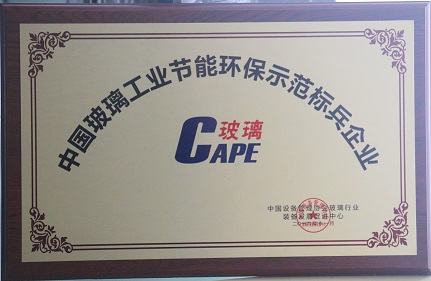 中国玻璃工业节能环保示范标兵企业
玻璃
CAPE
中国设备管理协会玻璃行业
装备发展促进中心